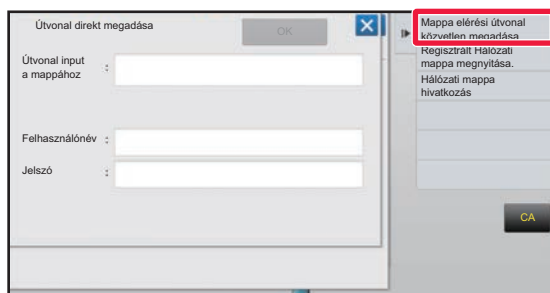 Útvonal direkt megadása
OK
Útvonal input
a mappához :
Felhasználónév :
Jelszó :
Mappa elérési útvonal
közvetlen megadása
Regisztrált Hálózati
mappa megnyitása.
Hálózati mappa
hivatkozás
CA